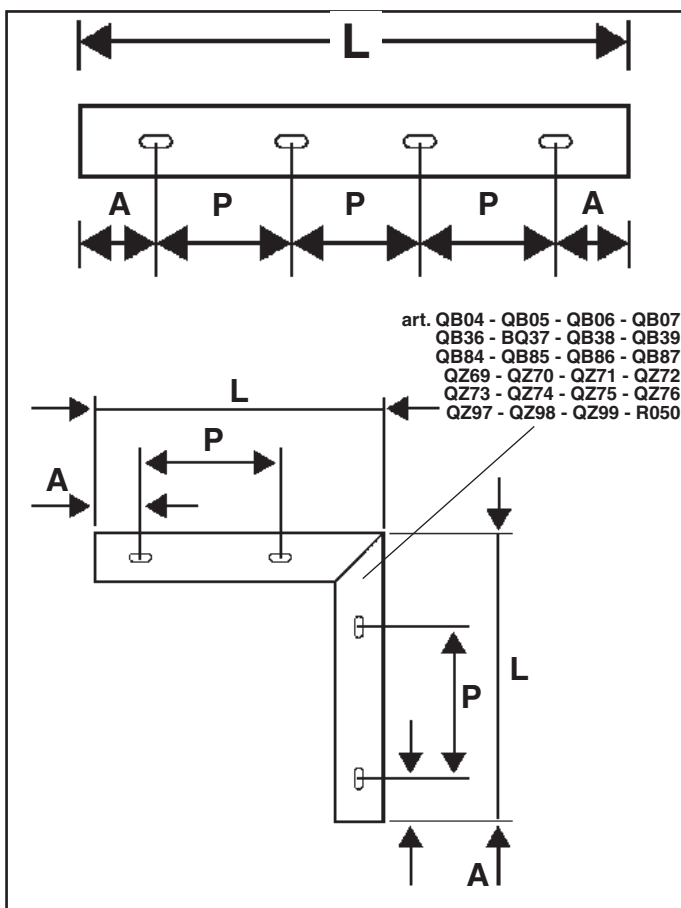 L
A P P P A
art. QB04 - QB05 - QB06 - QB07
QB36 - BQ37 - QB38 - QB39
QB84 - QB85 - QB86 - QB87
QZ69 - QZ70 - QZ71 - QZ72
QZ73 - QZ74 - QZ75 - QZ76
QZ97 - QZ98 - QZ99 - R050
L
P
A
L
P
A